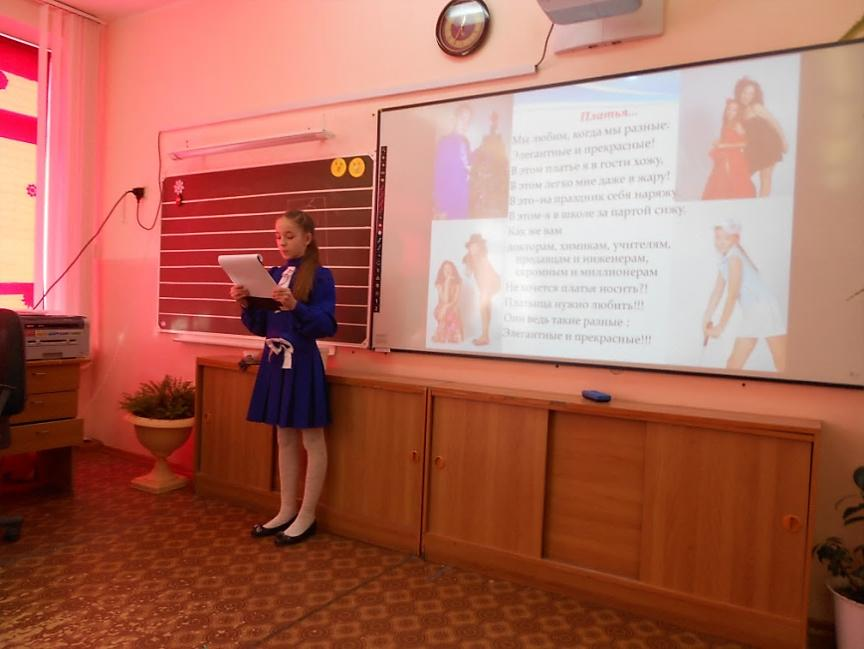 Платья...
Мы любим, когда мы разные:
Элегантные и прекрасные!
В этом платье я в гости хожу,
В этом легко мне даже в жару!
В это-на праздник себя наряжу
В этом-я в школе за партой сижу.
Как же вам
докторам, химикам, учителям,
продавцам и инженерам,
скромным и миллионерам
Не хочется платья носить?!
Платьица нужно любить!!!
Они ведь такие разные :
Элегантные и прекрасные!!!